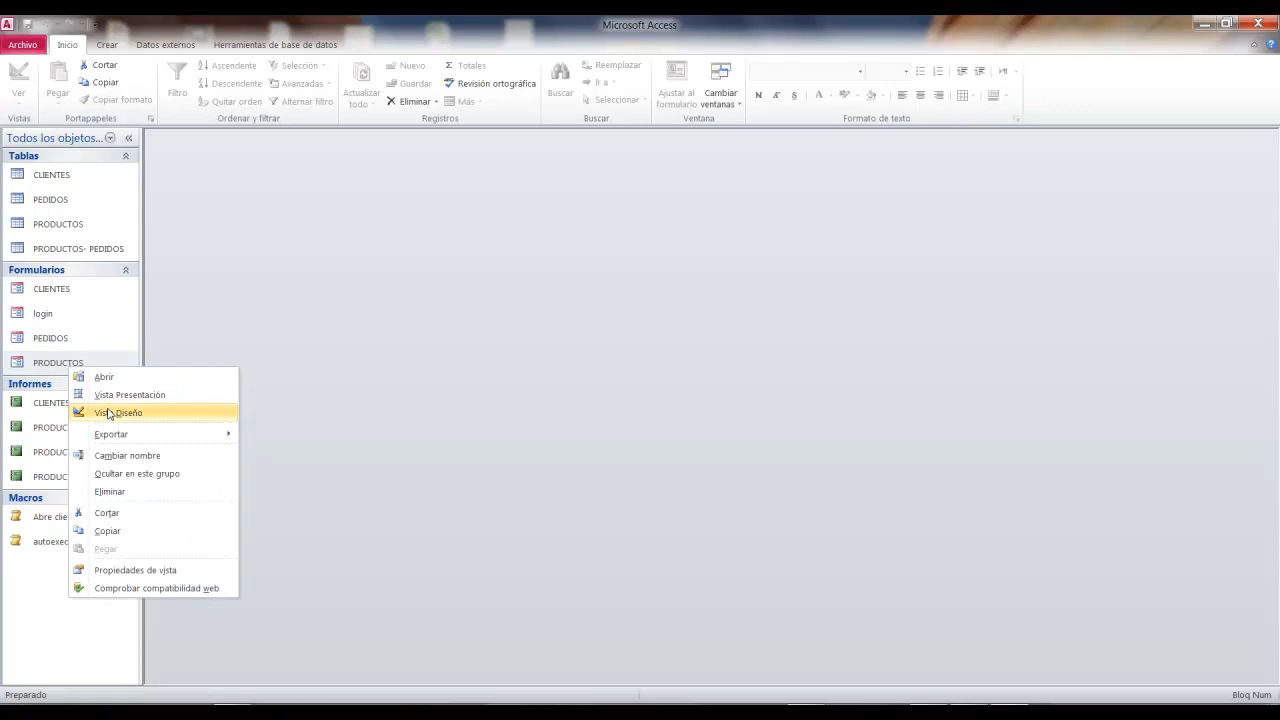 Microsoft Access
Archivo Inicio Crear Datos externos Herramientas de base de datos
Ver
Vistas
Pegar
Cortar
Copiar
Copiar formato
Portapapeles
Filtro
Ascendente
Descendente
Quitar orden
Selección
Avanzadas
Alternar filtro
Ordenar y filtrar
Actualizar todo
Nuevo
Guardar
Eliminar
Totales
Revisión ortográfica
Más
Registros
Buscar
Reemplazar
Ir a
Seleccionar
Buscar
Ajustar al formulario
Cambiar ventanas
Ventana
N K S A
Formato de texto
Todos los objetos...
Tablas
CLIENTES
PEDIDOS
PRODUCTOS
PRODUCTOS- PEDIDOS
Formularios
CLIENTES
login
PEDIDOS
PRODUCTOS
Informes
CLIENTES
PRODUC
PRODUC
PRODUC
Macros
Abre clie
autoexec
Abrir
Vista Presentación
Vista Diseño
Exportar
Cambiar nombre
Ocultar en este grupo
Eliminar
Cortar
Copiar
Pegar
Propiedades de vista
Comprobar compatibilidad web
Preparado
Bloq Num